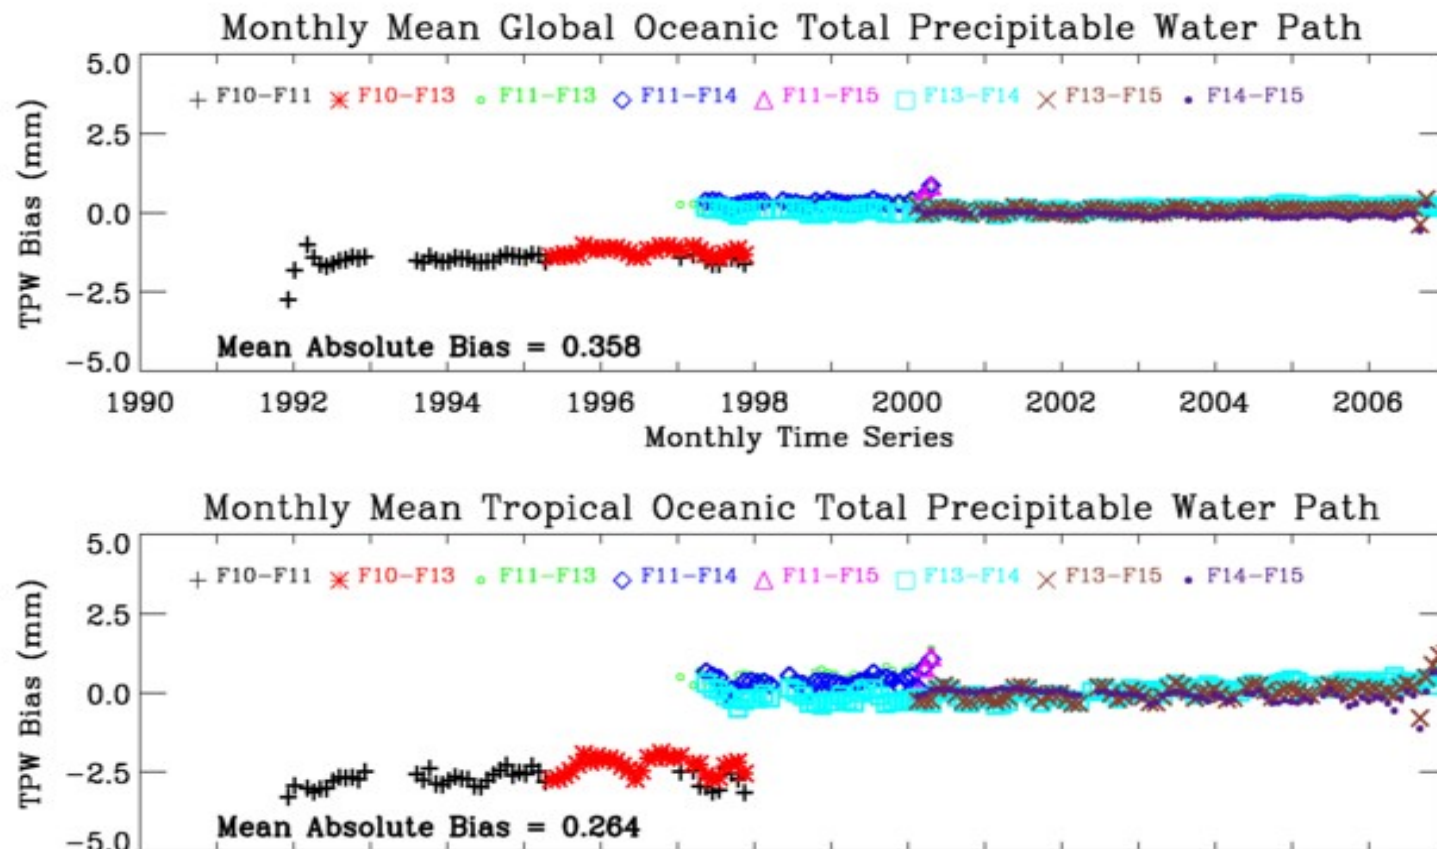 Monthly Mean Global Oceanic Total Precipitable Water Path
TPW Bias (mm)
5.0
2.5
0.0
−2.5
−5.0
F10−F11 F10−F13 F11−F13 F11−F14 F11−F15 F13−F14 F13−F15 F14−F15
Mean Absolute Bias = 0.358
1990 1992 1994 1996 1998 2000 2002 2004 2006
Monthly Time Series
Monthly Mean Tropical Oceanic Total Precipitable Water Path
TPW Bias (mm)
5.0
2.5
0.0
−2.5
−5.0
F10−F11 F10−F13 F11−F13 F11−F14 F11−F15 F13−F14 F13−F15 F14−F15
Mean Absolute Bias = 0.264